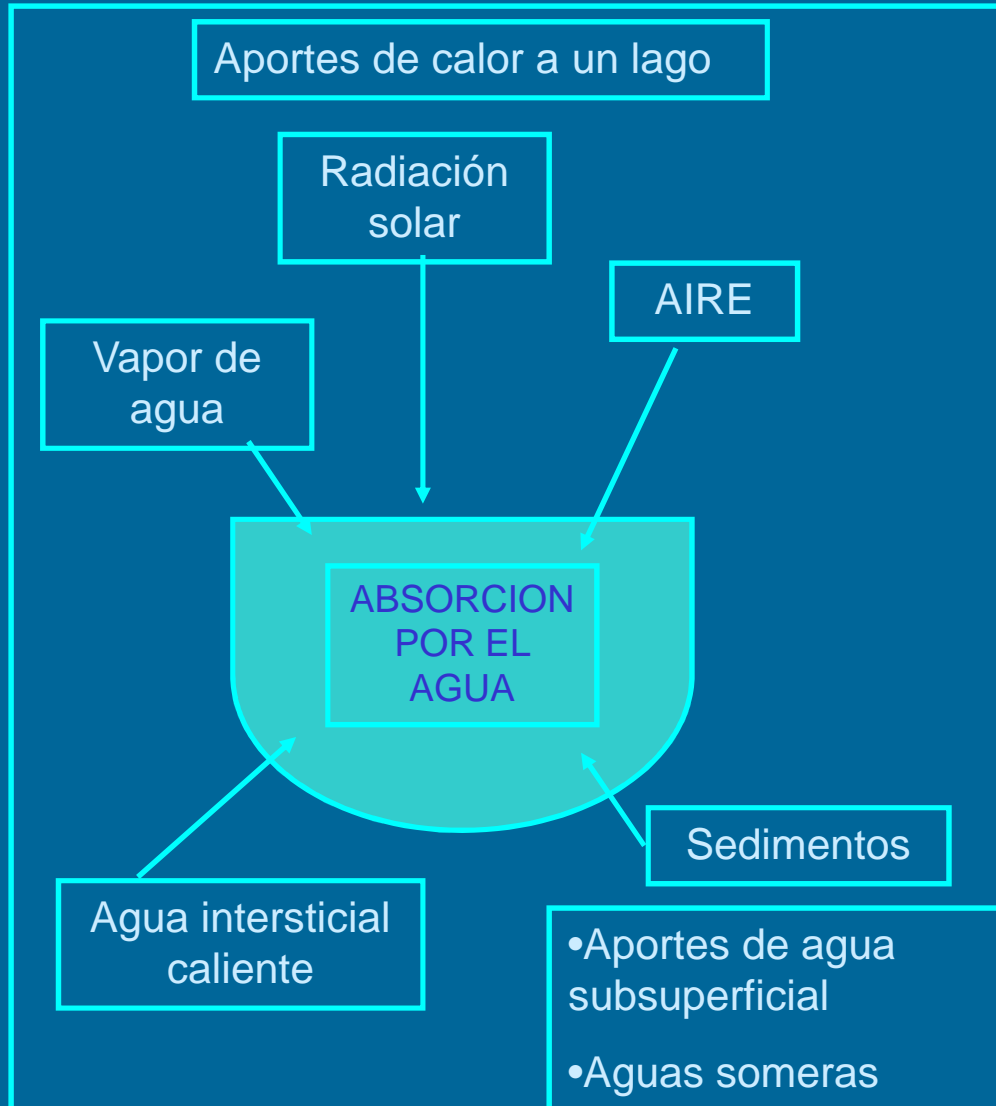 Aportes de calor a un lago
Radiación
solar
AIRE
Vapor de
agua
ABSORCION
POR EL
AGUA
Sedimentos
Agua intersticial
caliente
•Aportes de agua
subsuperficial
•Aguas someras